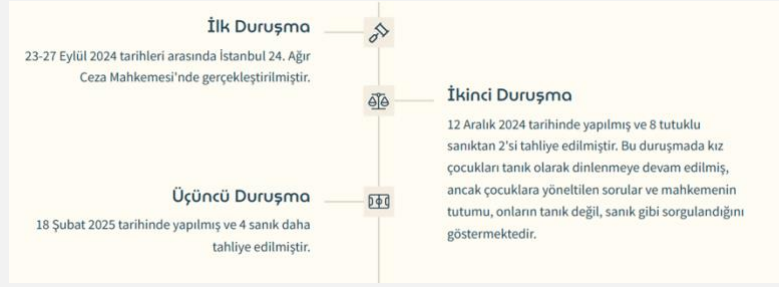 İlk Duruşma
23-27 Eylül 2024 tarihleri arasında İstanbul 24. Ağır
Ceza Mahkemesi'nde gerçekleştirilmiştir.
İkinci Duruşma
12 Aralık 2024 tarihinde yapılmış ve 8 tutuklu
sanıktan 2'si tahliye edilmiştir. Bu duruşmada kız
çocukları tanık olarak dinlenmeye devam edilmiş,
ancak çocuklara yöneltilen sorular ve mahkemenin
tutumu, onların tanık değil, sanık gibi sorgulandığını
göstermektedir.
Üçüncü Duruşma
18 Şubat 2025 tarihinde yapılmış ve 4 sanık daha
tahliye edilmiştir.